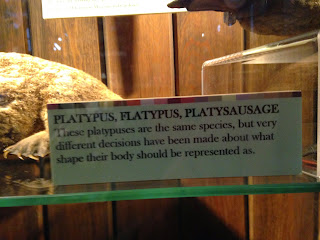 PLATYPUS, FLATYPUS, PLATYSAUSAGE
These platypuses are the same species, but very
different decisions have been made about what
shape their body should be represented as.